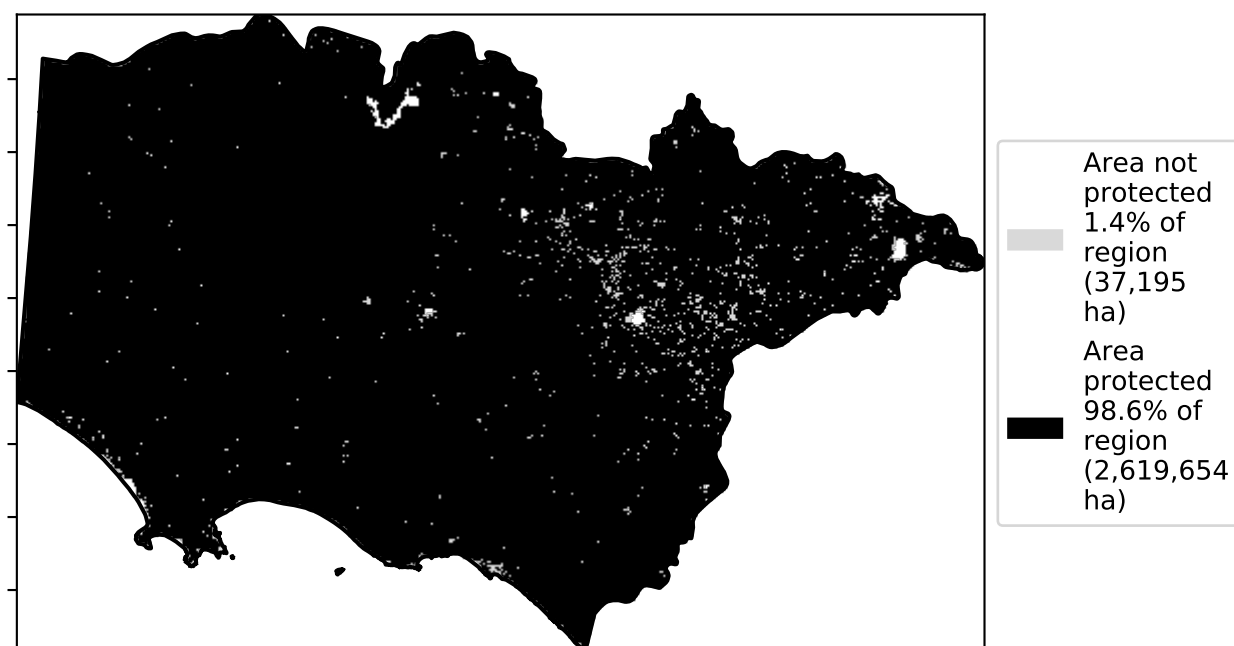 Area not
protected
1.4% of
region
(37,195
ha)
Area
protected
98.6% of
region
(2,619,654
ha)